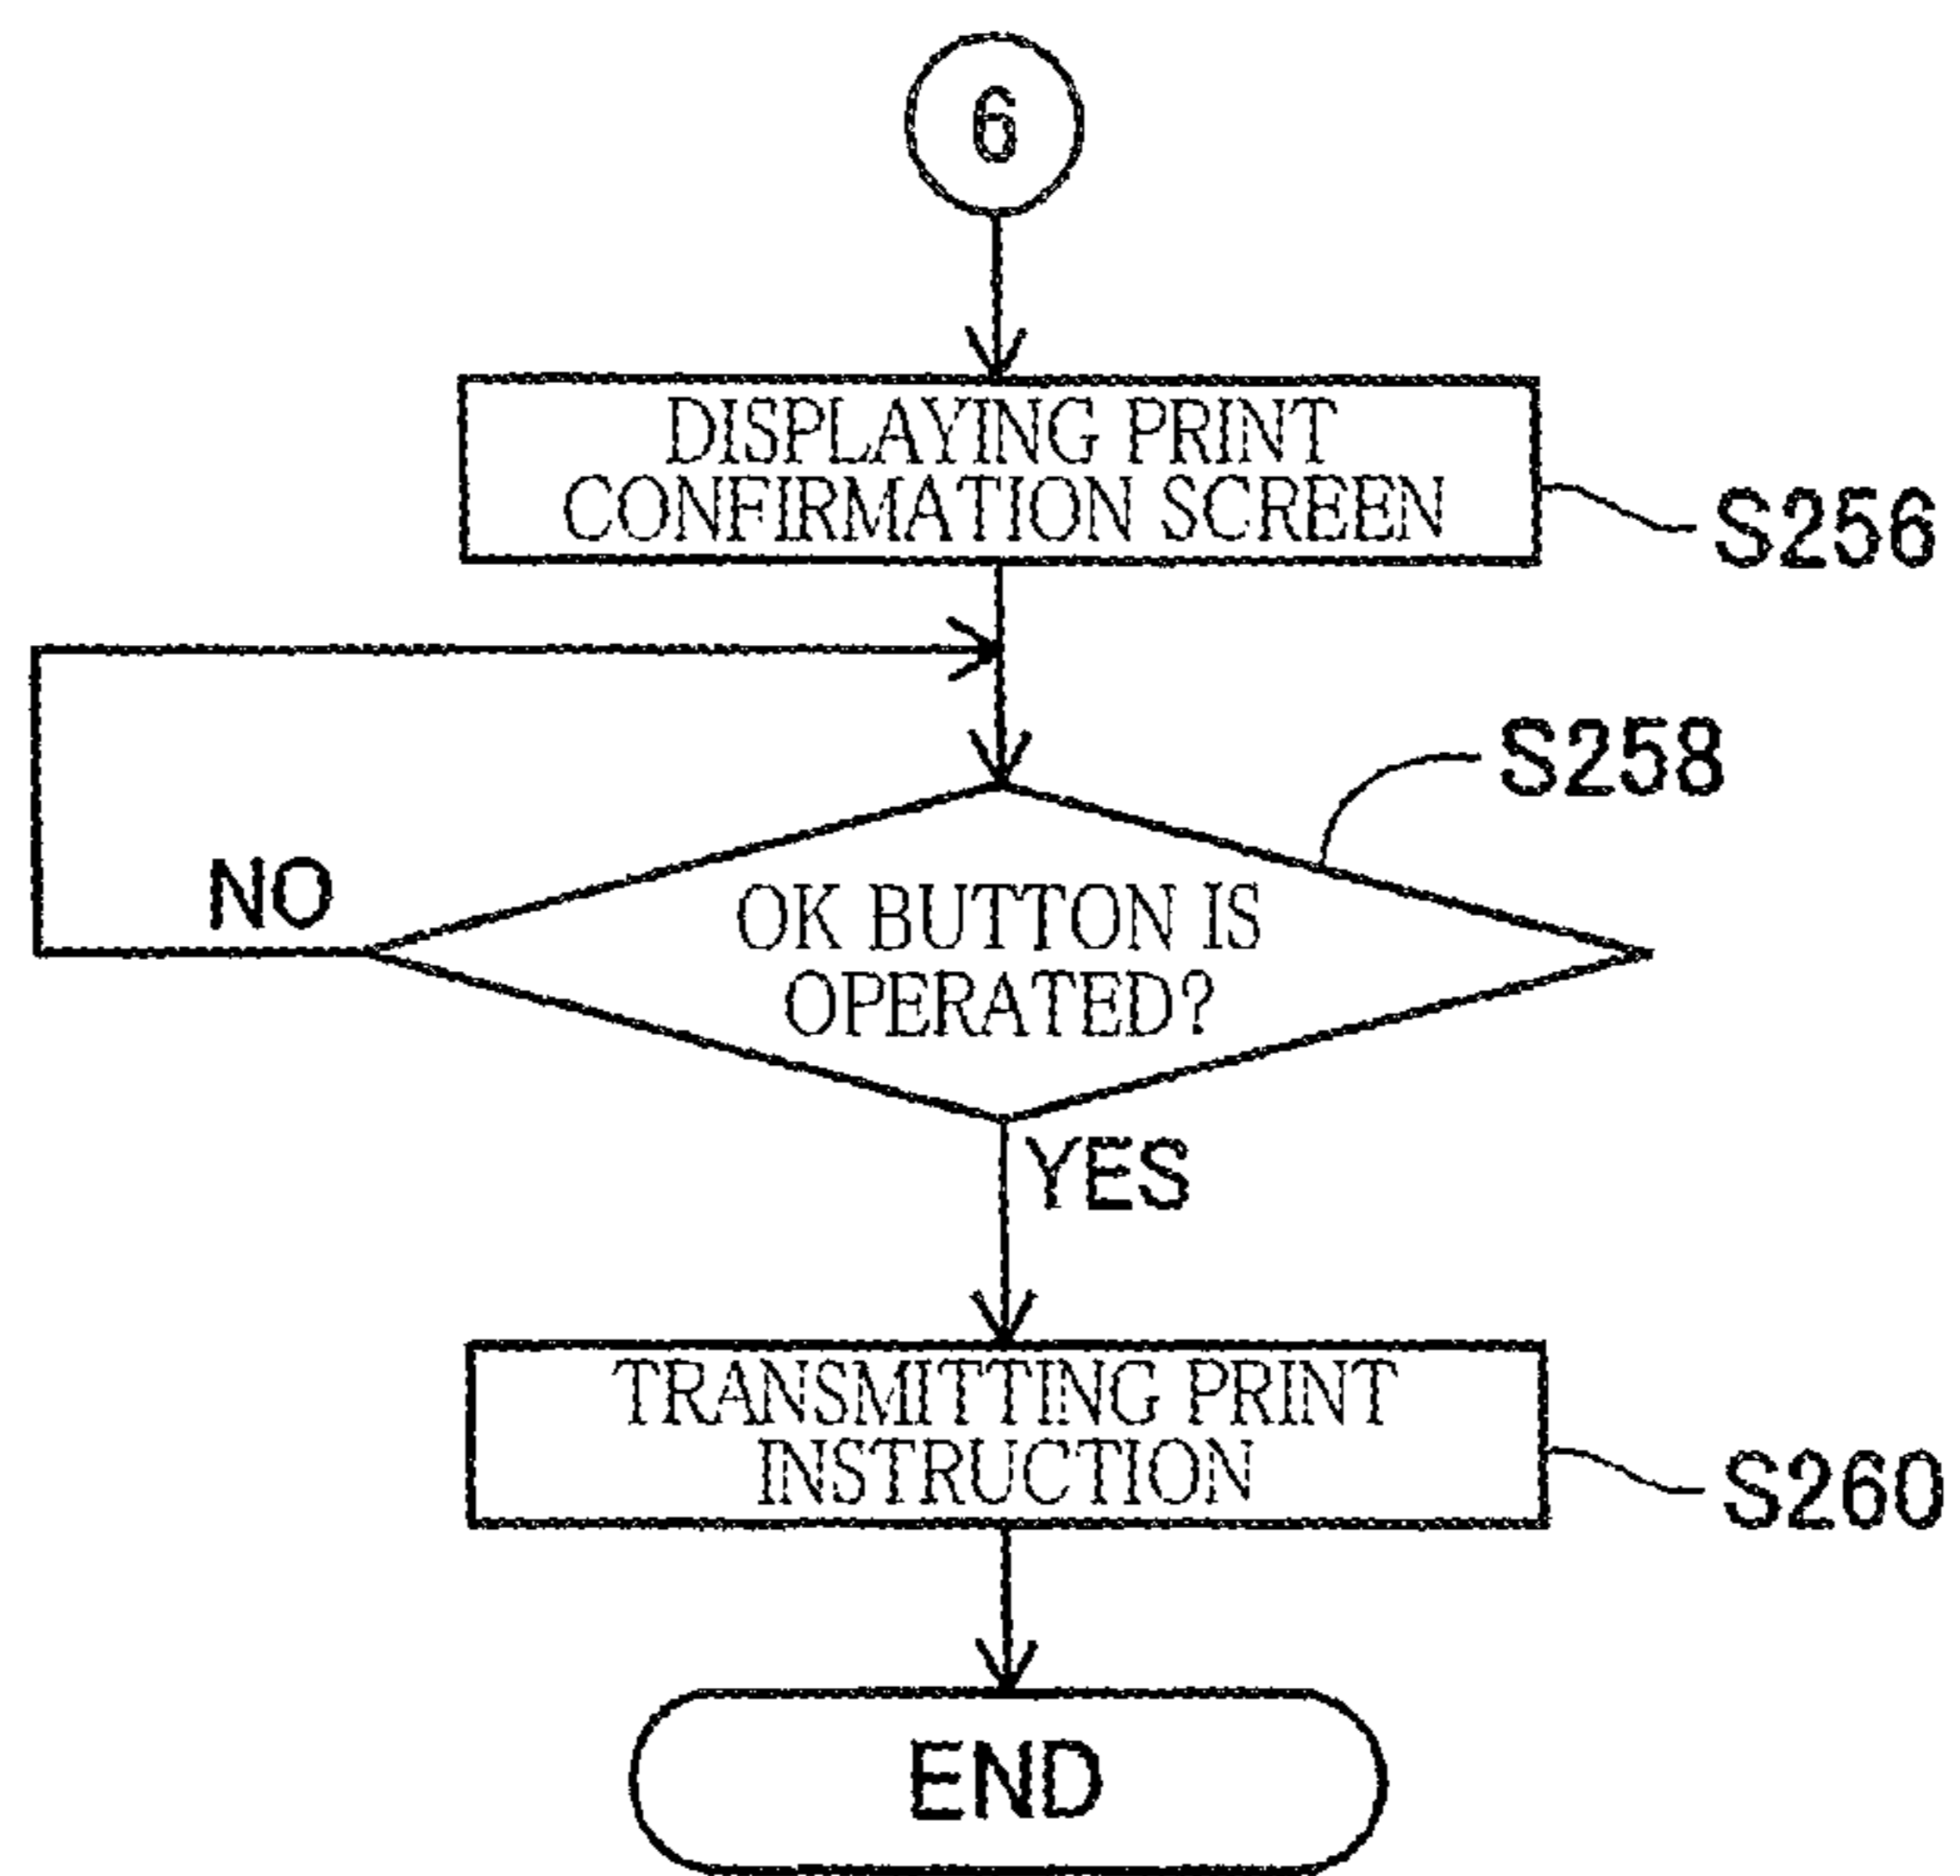 6
DISPLAYING PRINT
CONFIRMATION SCREEN
S256
S258
NO
OK BUTTON IS
OPERATED?
YES
TRANSMITTING PRINT
INSTRUCTION
S260
END